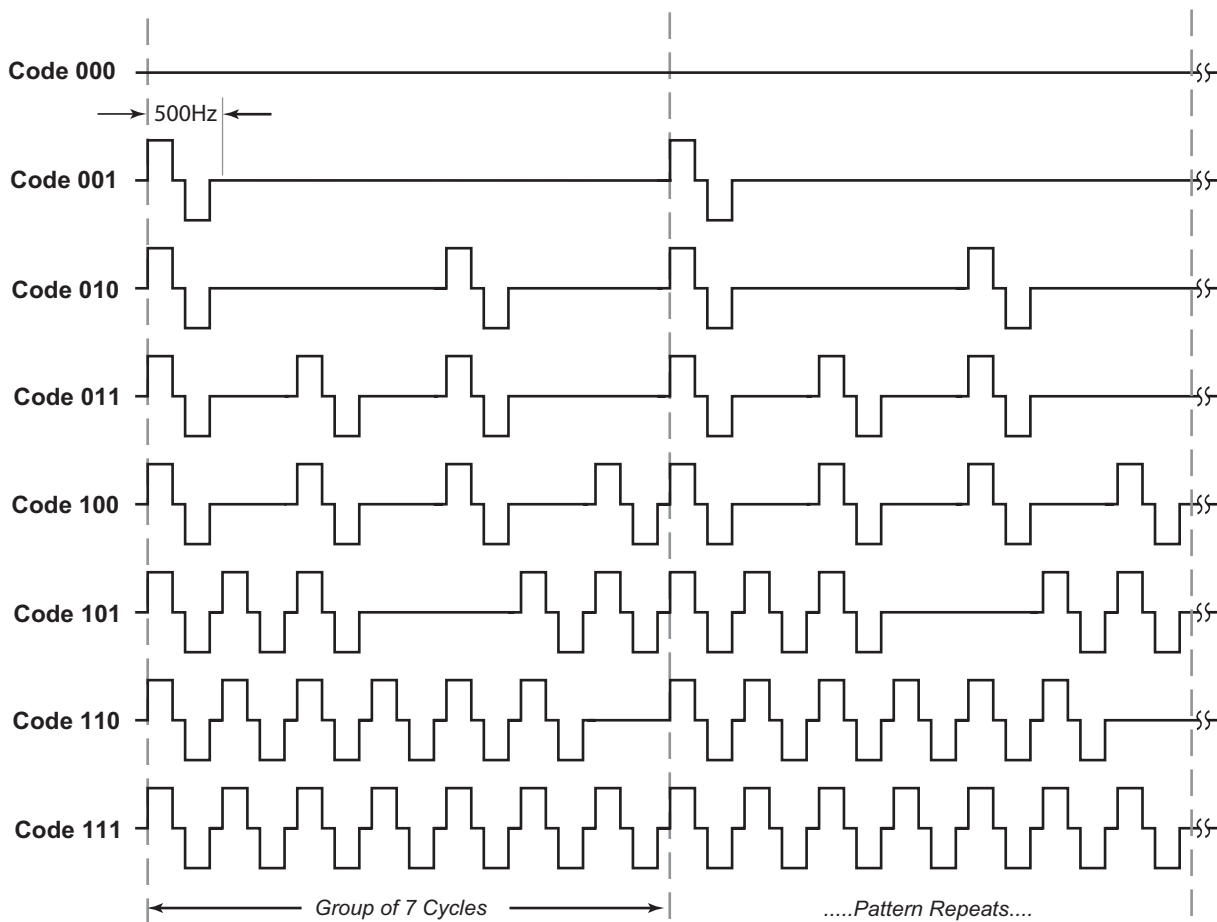 Code 000
500Hz
Code 001
Code 010
Code 011
Code 100
Code 101
Code 110
Code 111
Group of 7 Cycles
.....Pattern Repeats....